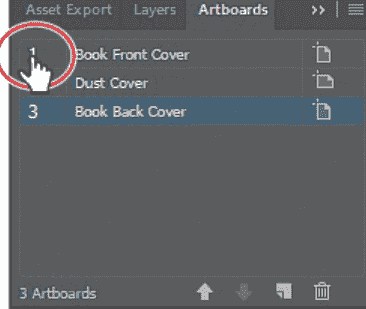 Asset Export Layers Artboards
1 Book Front Cover
Dust Cover
3 Book Back Cover
3 Artboards